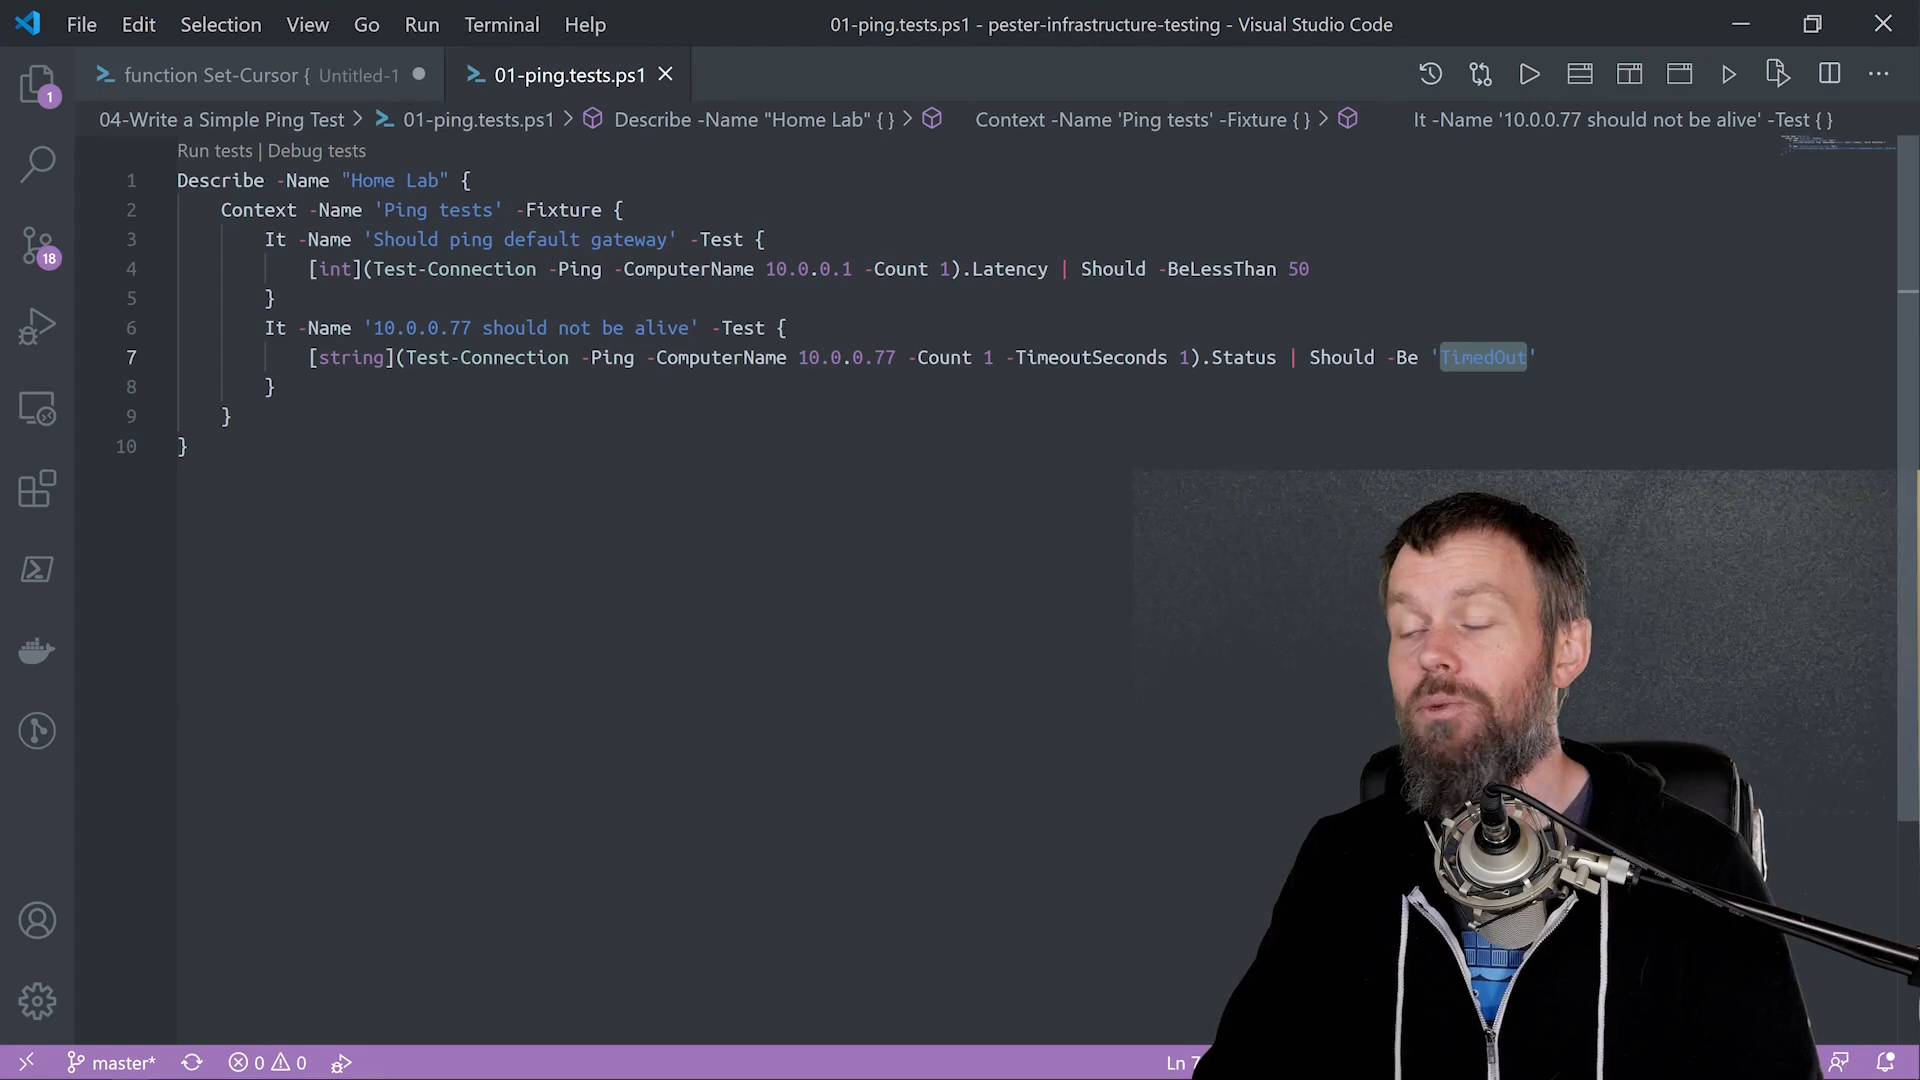 File Edit Selection View Go Run Terminal Help 01-ping.tests.ps1 - pester-infrastructure-testing - Visual Studio Code
function Set-Cursor { Untitled-1 01-ping.tests.ps1
1
04-Write a Simple Ping Test > 01-ping.tests.ps1 > Describe -Name "Home Lab" { } > Context -Name 'Ping tests' -Fixture { } > It -Name '10.0.0.77 should not be alive' -Test { }
Run tests | Debug tests
1 Describe -Name "Home Lab" {
2 Context -Name 'Ping tests' -Fixture {
3 It -Name 'Should ping default gateway' -Test {
4 [int](Test-Connection -Ping -ComputerName 10.0.0.1 -Count 1).Latency | Should -BeLessThan 50
5 }
6 It -Name '10.0.0.77 should not be alive' -Test {
7 [string](Test-Connection -Ping -ComputerName 10.0.0.77 -Count 1 -TimeoutSeconds 1).Status | Should -Be 'TimedOut'
8 }
9 }
10 }
18
master* 0 0 Ln 7